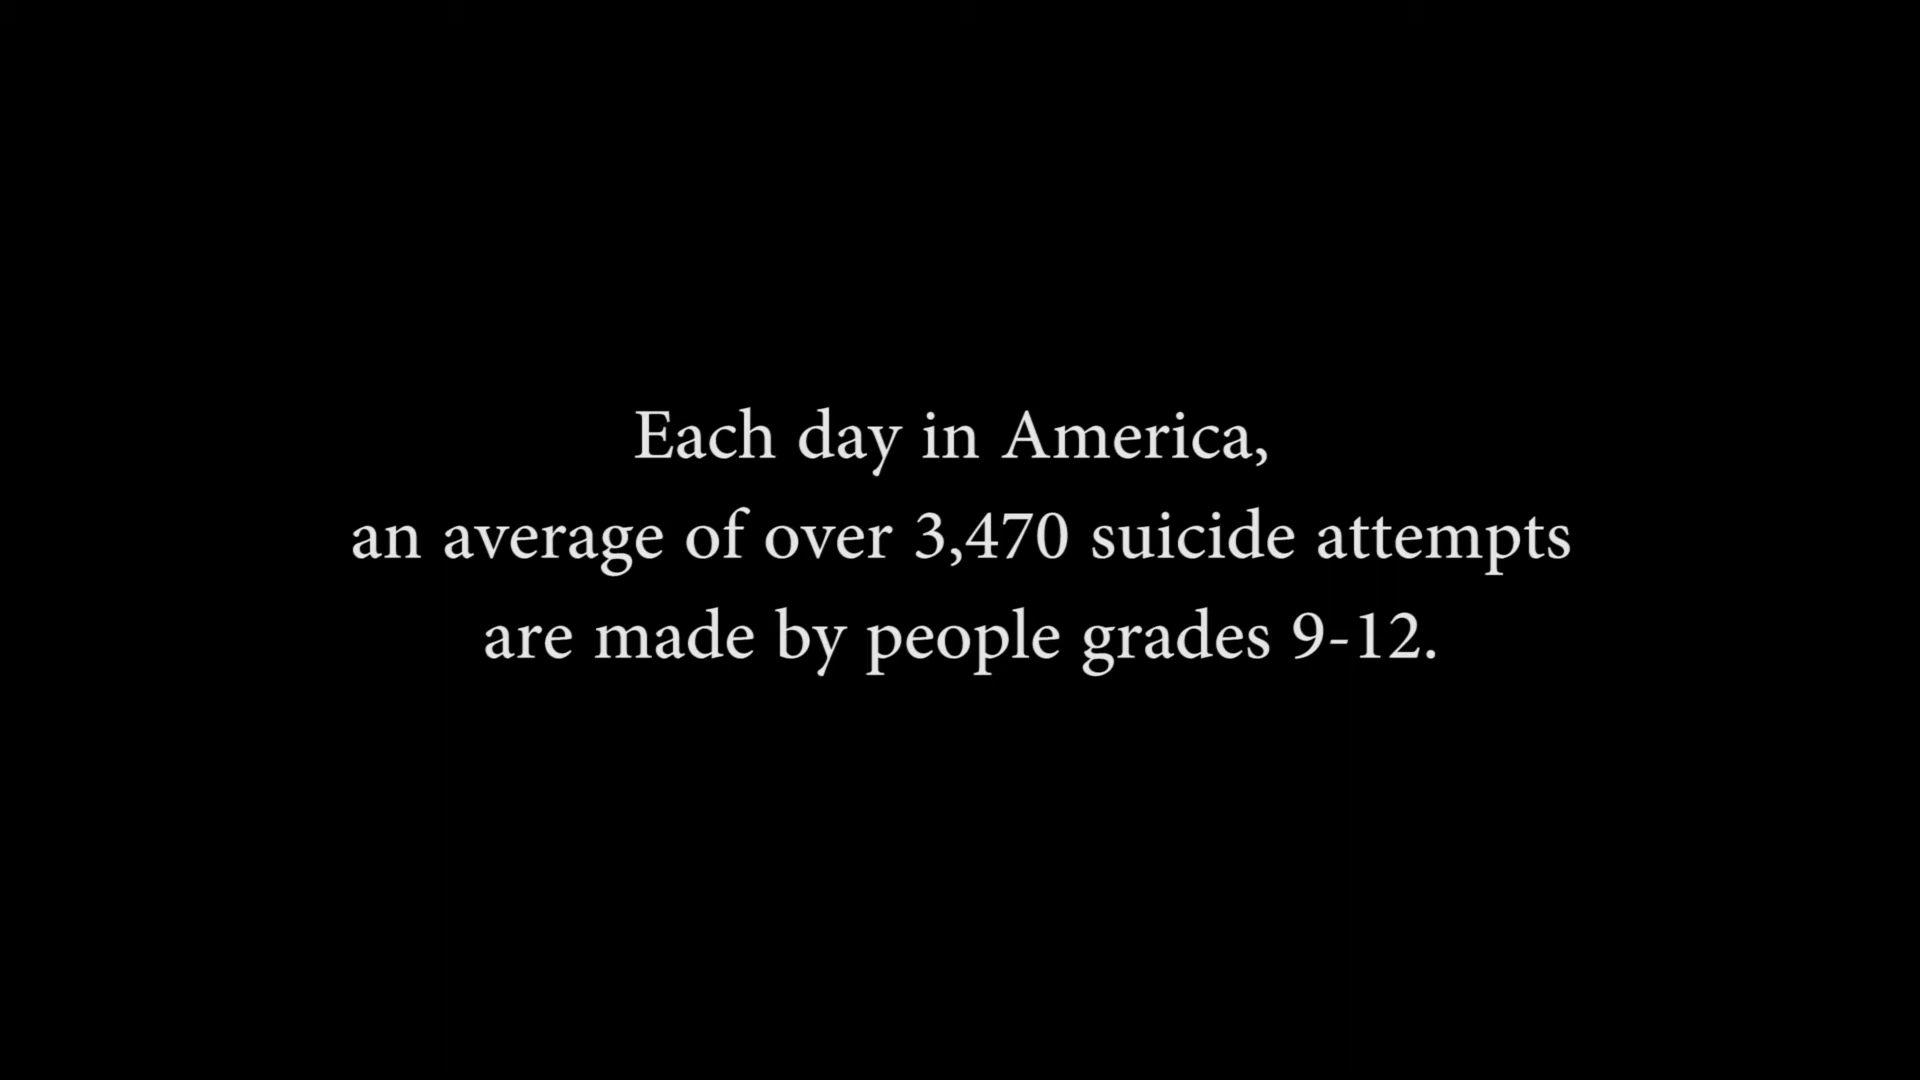 Each day in America,
an average of over 3,470 suicide attempts
are made by people grades 9-12.